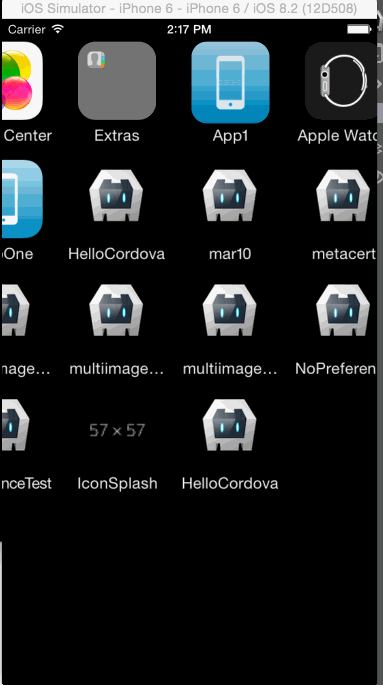 iOS Simulator - iPhone 6 - iPhone 6 / iOS 8.2 (12D508)
Carrier 2:17 PM
Center Extras App1 Apple Watc
One HelloCordova mar10 metacert
57×57
nage... multiimage... multiimage... NoPreferen
nceTest IconSplash HelloCordova